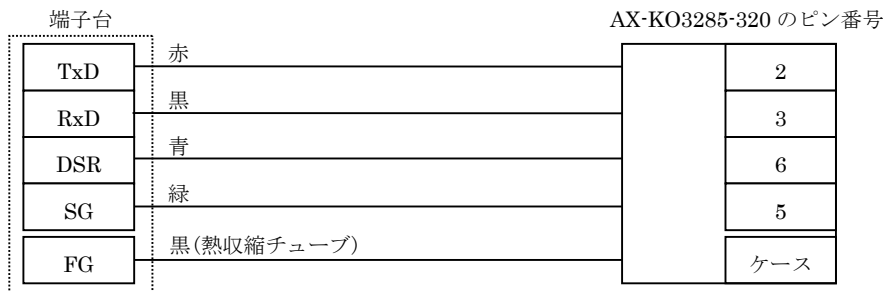 端子台
AX-KO3285-320 のピン番号
TxD 赤 2
RxD 黒 3
DSR 青 6
SG 緑 5
FG 黒(熱収縮チューブ) ケース